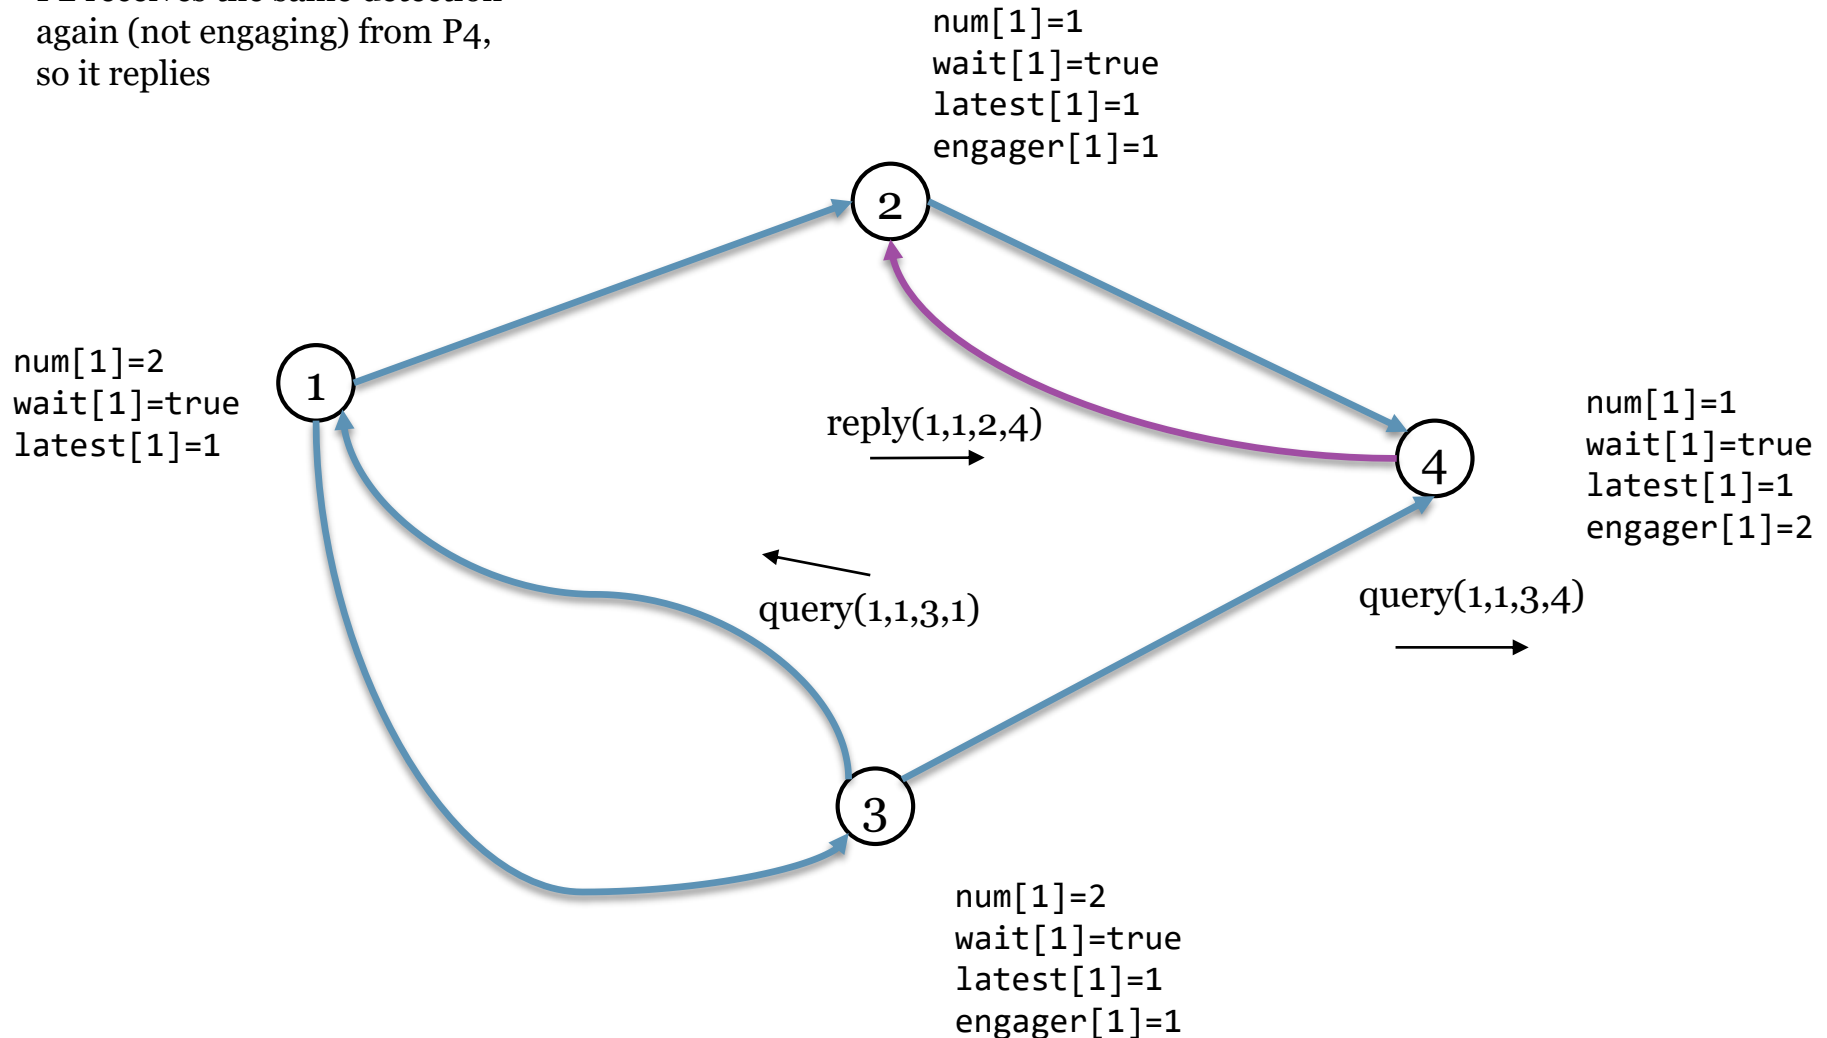 again (not engaging) from P4,
so it replies
num[1]=1
wait[1]=true
latest[1]=1
engager[1]=1
2
num[1]=2
wait[1]=true
latest[1]=1
1
reply(1,1,2,4)
num[1]=1
wait[1]=true
latest[1]=1
engager[1]=2
4
query(1,1,3,1)
query(1,1,3,4)
3
num[1]=2
wait[1]=true
latest[1]=1
engager[1]=1